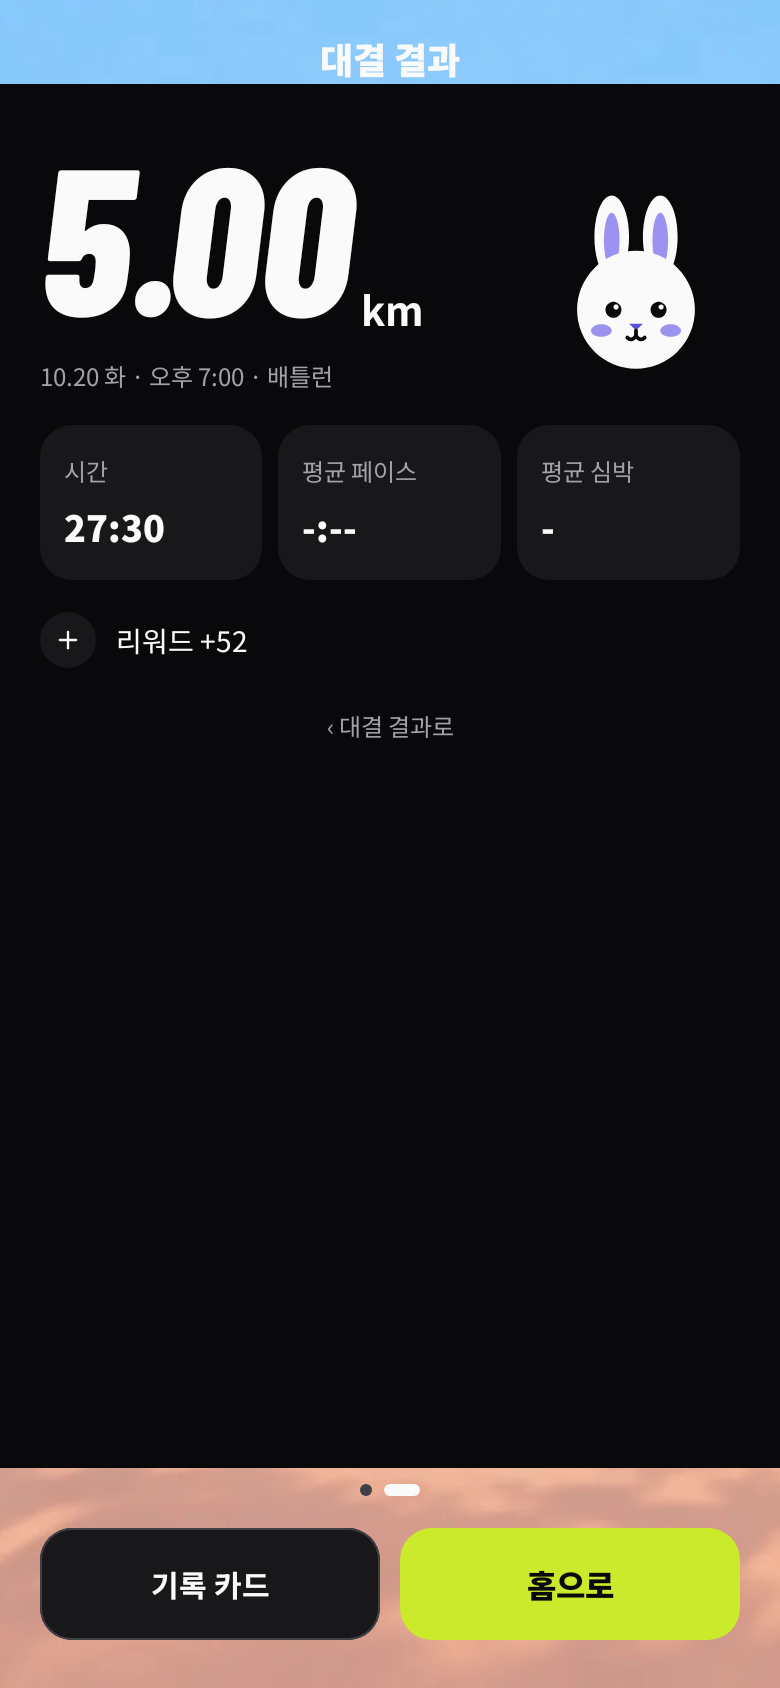 대결 결과
5.00 km
10.20 화 · 오후 7:00 · 배틀런
시간
27:30
평균 페이스
-:--
평균 심박
-
+ 리워드 +52
‹ 대결 결과로
기록 카드
홈으로